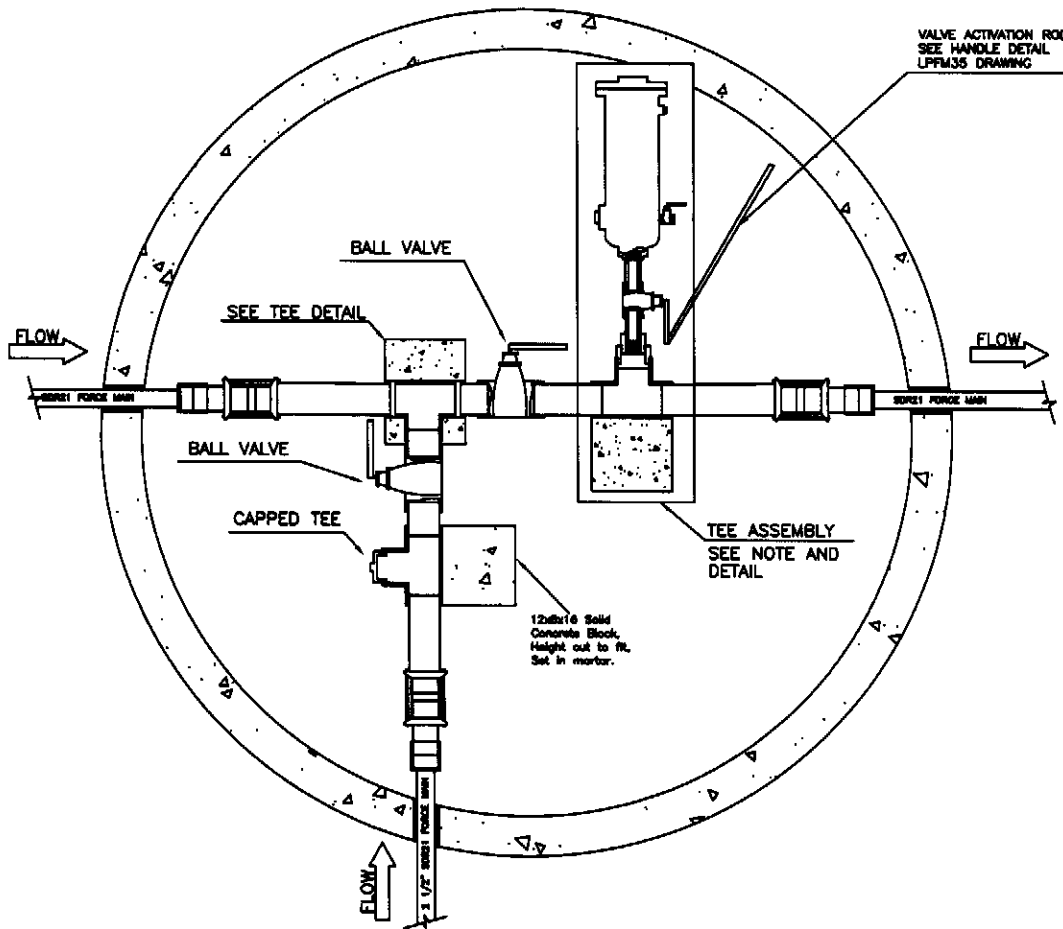 VALVE ACTIVATION ROD
SEE HANDLE DETAIL
LPFM35 DRAWING
BALL VALVE
SEE TEE DETAIL
FLOW
FLOW
SDR21 FORCE MAIN
SDR21 FORCE MAIN
BALL VALVE
CAPPED TEE
TEE ASSEMBLY
SEE NOTE AND
DETAIL
12x8x16 Solid
Concrete Block,
Height cut to fit,
Set in mortar.
FLOW
2 1/2" SDR21 FORCE MAIN